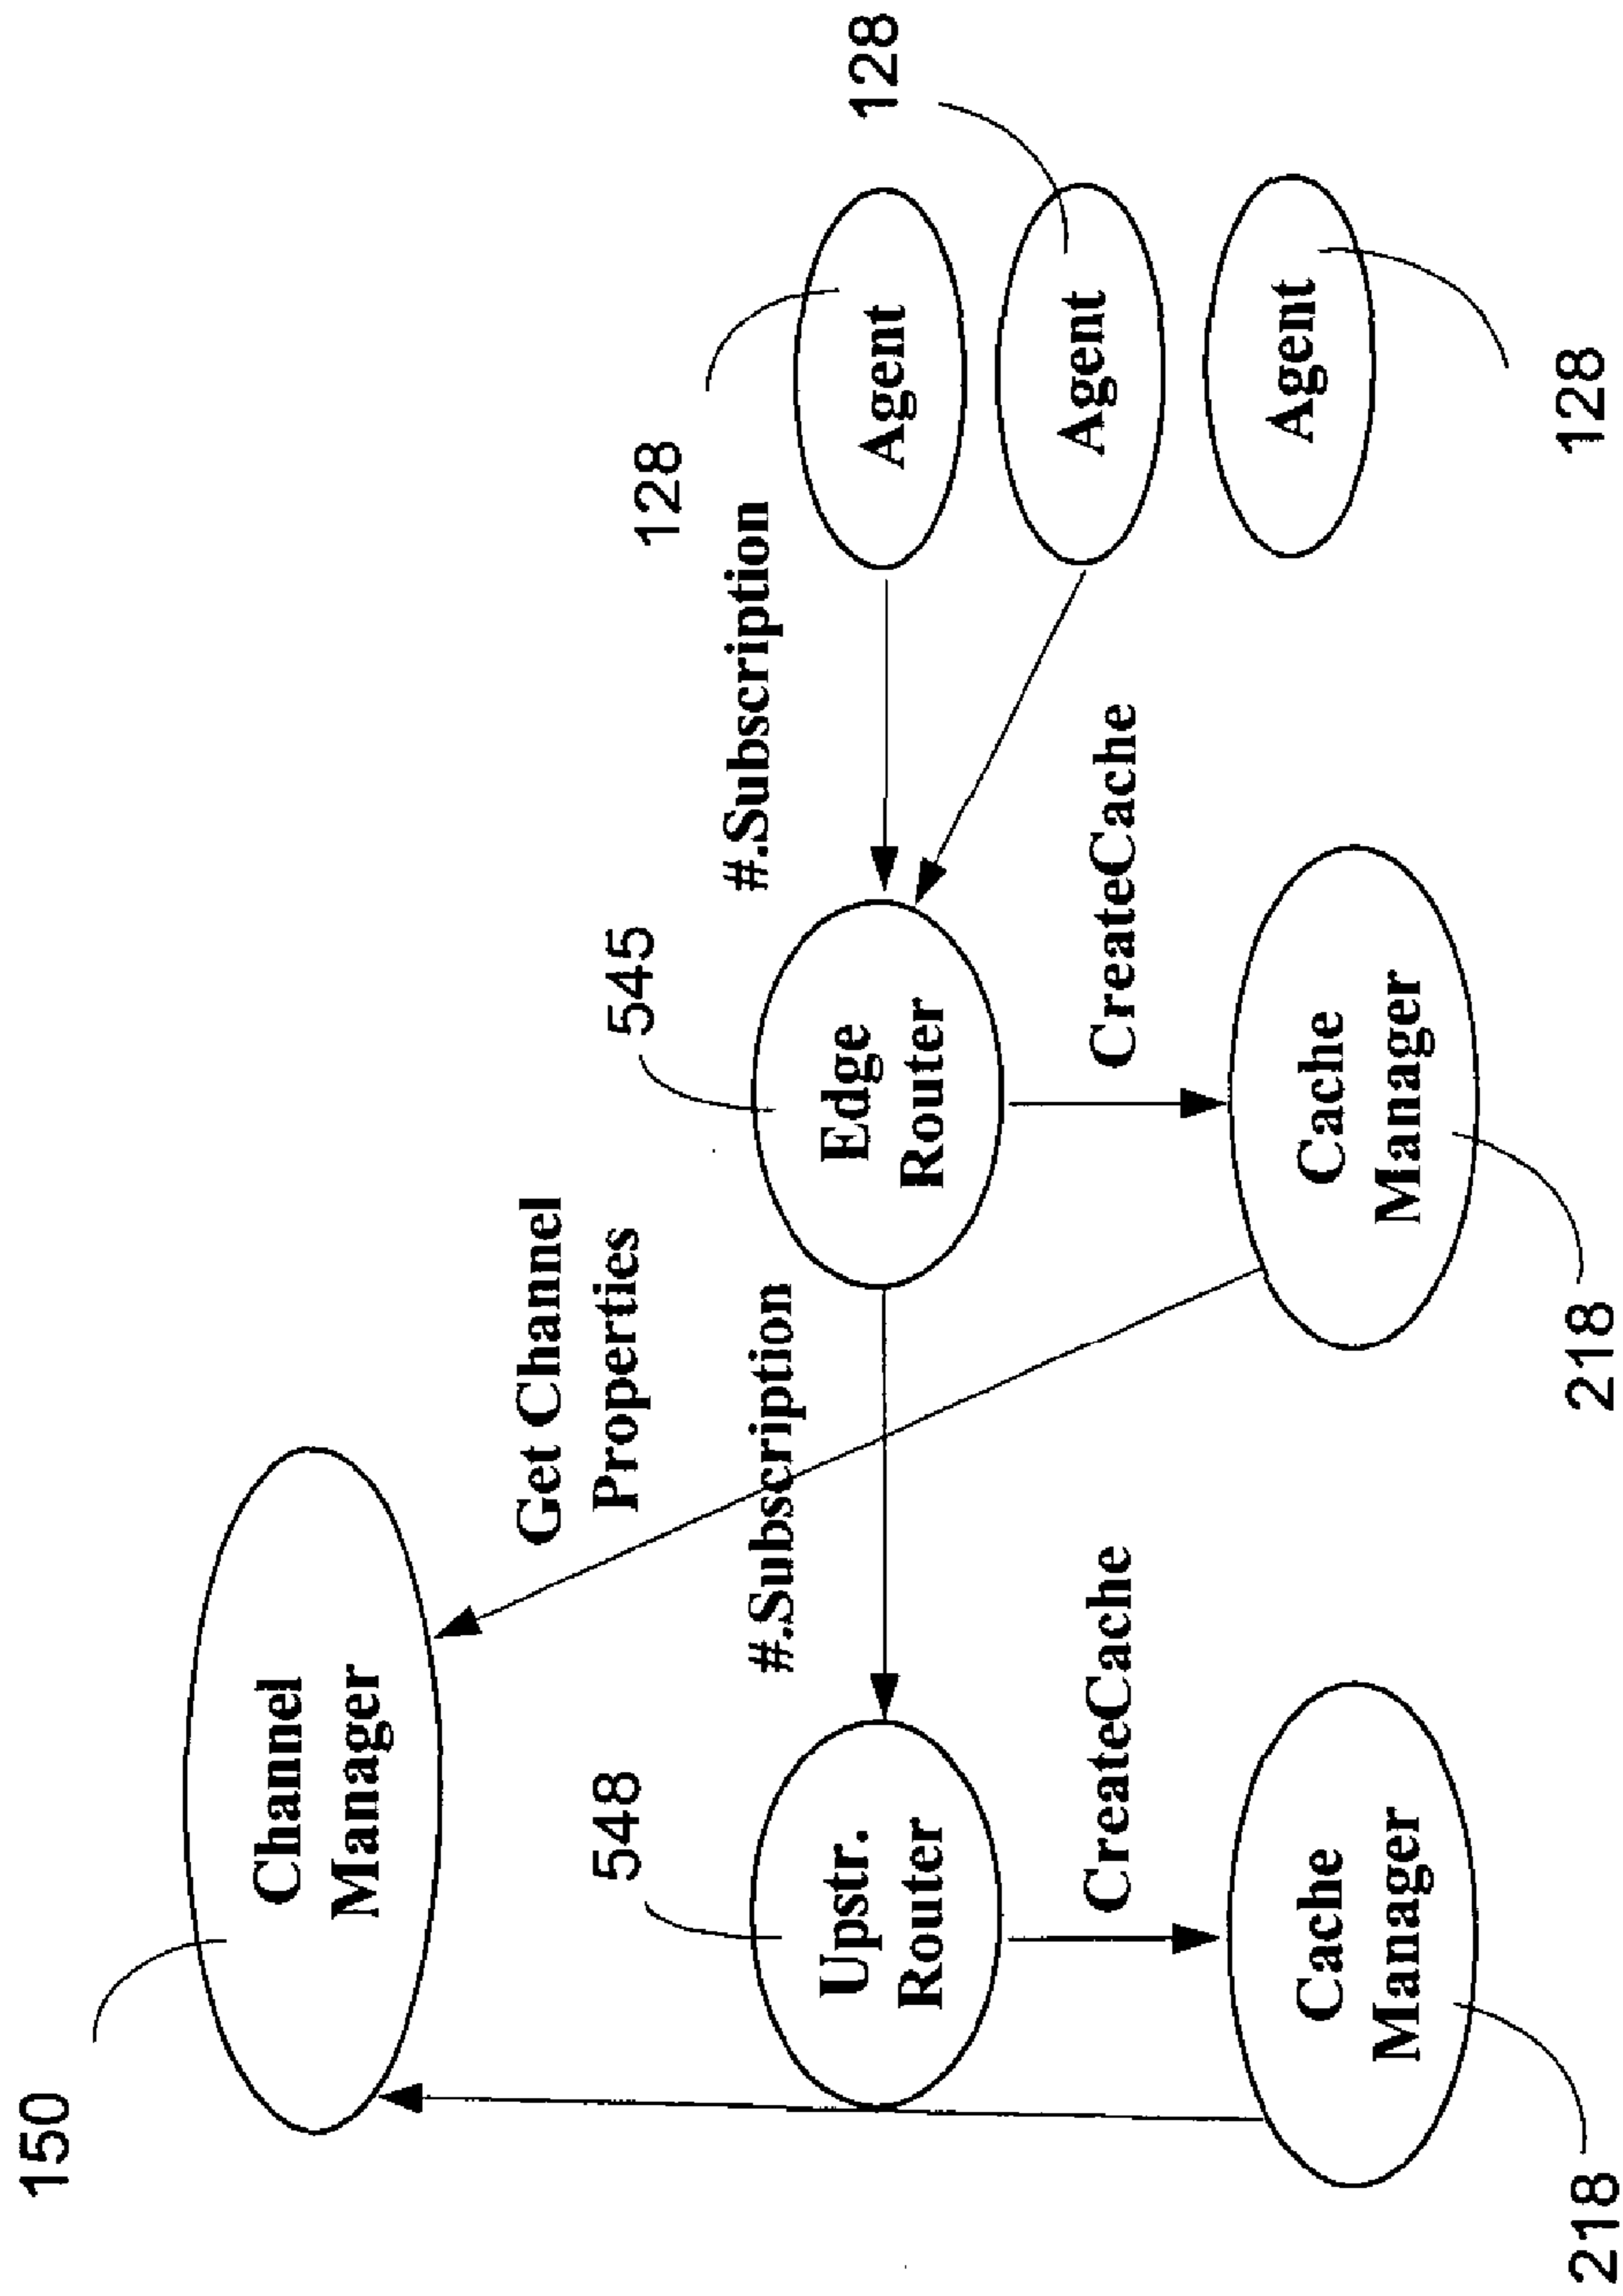 150
Channel
Manager
Get Channel
Properties
548
545
128
128
#.Subscription
#.Subscription
Upstr.
Router
Edge
Router
Agent
Agent
Agent
128
CreateCache
CreateCache
Cache
Manager
Cache
Manager
218
218